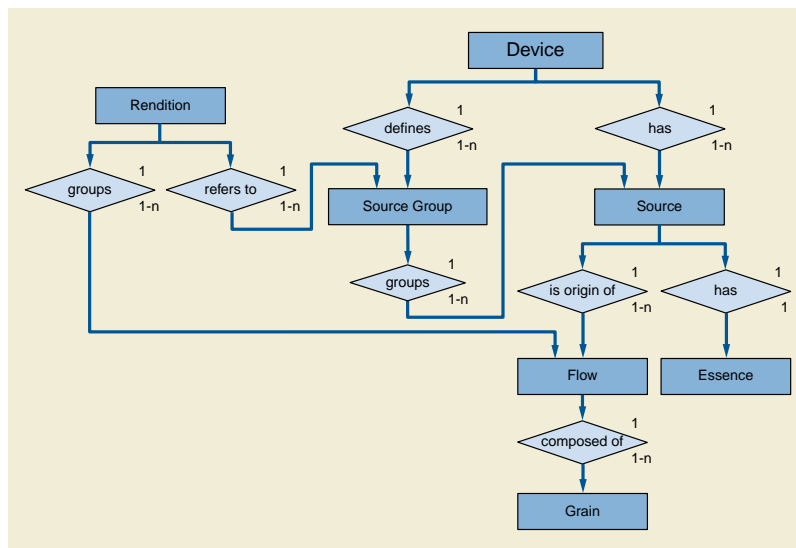 Device
Rendition
1
defines
1-n
1
has
1-n
1
groups
1-n
1
refers to
1-n
Source Group
Source
1
groups
1-n
1
is origin of
1-n
1
has
1
Flow
Essence
1
composed of
1-n
Grain